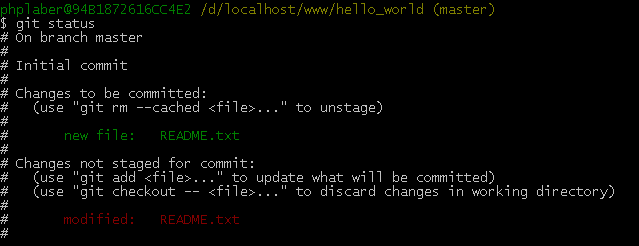 phplaber@94B1872616CC4E2 /d/localhost/www/hello_world (master)
$ git status
# On branch master
#
# Initial commit
#
# Changes to be committed:
#   (use "git rm --cached <file>..." to unstage)
#
#       new file:   README.txt
#
# Changes not staged for commit:
#   (use "git add <file>..." to update what will be committed)
#   (use "git checkout -- <file>..." to discard changes in working directory)
#
#       modified:   README.txt
#